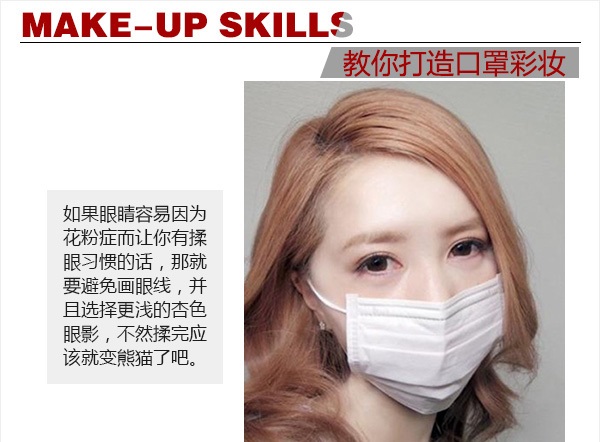 MAKE-UP SKILLS
教你打造口罩彩妆
如果眼睛容易因为
花粉症而让你有揉
眼习惯的话，那就
要避免画眼线，并
且选择更浅的杏色
眼影，不然揉完应
该就变熊猫了吧。